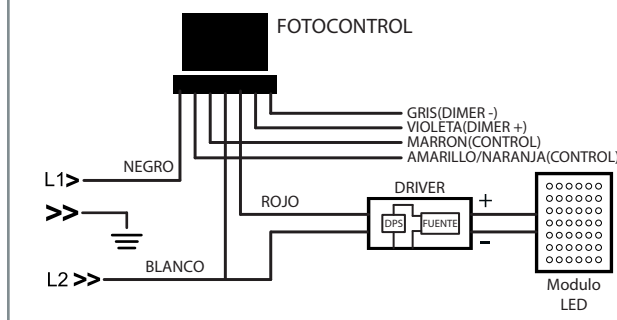 FOTOCONTROL
GRIS(DIMER -)
VIOLETA(DIMER +)
MARRON(CONTROL)
AMARILLO/NARANJA(CONTROL)
NEGRO
L1>
>>
ROJO
DRIVER
DPS
FUENTE
+
-
BLANCO
L2 >>
Modulo
LED